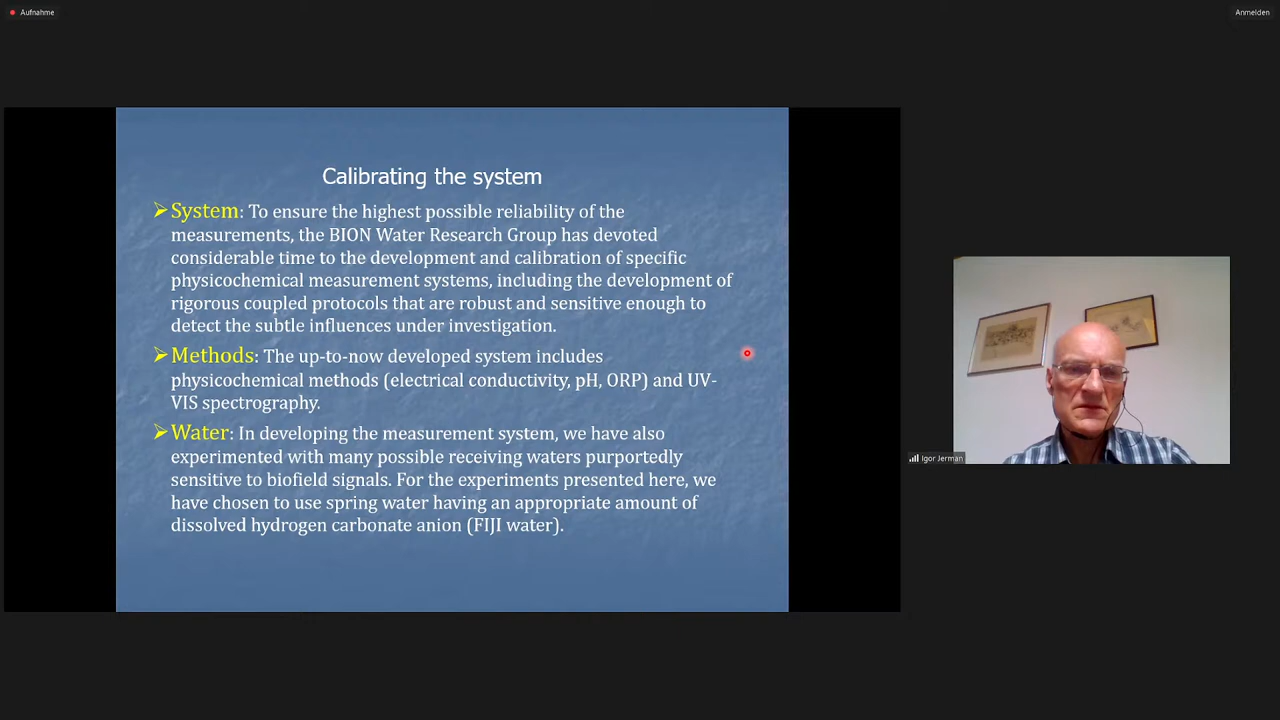 Aufnahme
Anmelden
Calibrating the system
➢System: To ensure the highest possible reliability of the
measurements, the BION Water Research Group has devoted
considerable time to the development and calibration of specific
physicochemical measurement systems, including the development of
rigorous coupled protocols that are robust and sensitive enough to
detect the subtle influences under investigation.
➢Methods: The up-to-now developed system includes
physicochemical methods (electrical conductivity, pH, ORP) and UV-
VIS spectrography.
➢Water: In developing the measurement system, we have also
experimented with many possible receiving waters purportedly
sensitive to biofield signals. For the experiments presented here, we
have chosen to use spring water having an appropriate amount of
dissolved hydrogen carbonate anion (FIJI water).
Igor Jerman